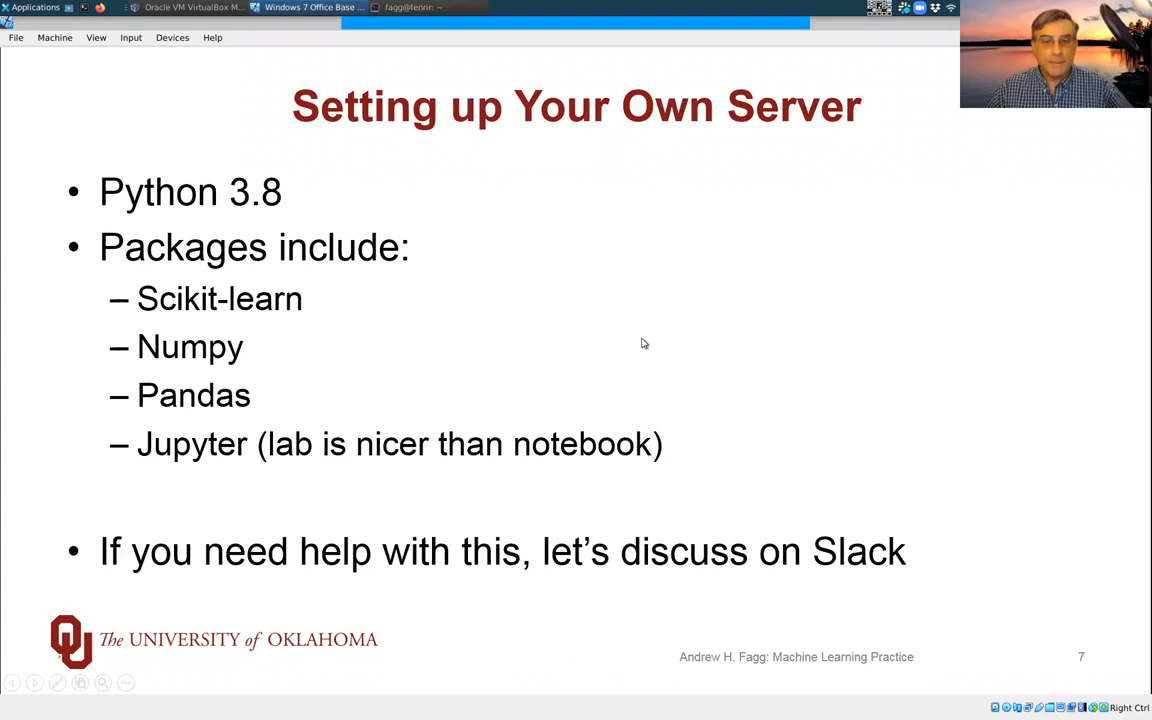 Applications
Oracle VM VirtualBox M...
Windows 7 Office Base ...
fagg@fenrir: ~
File Machine View Input Devices Help
Setting up Your Own Server
• Python 3.8
• Packages include:
– Scikit-learn
– Numpy
– Pandas
– Jupyter (lab is nicer than notebook)
• If you need help with this, let’s discuss on Slack
The UNIVERSITY of OKLAHOMA
Andrew H. Fagg: Machine Learning Practice
7
Right Ctrl